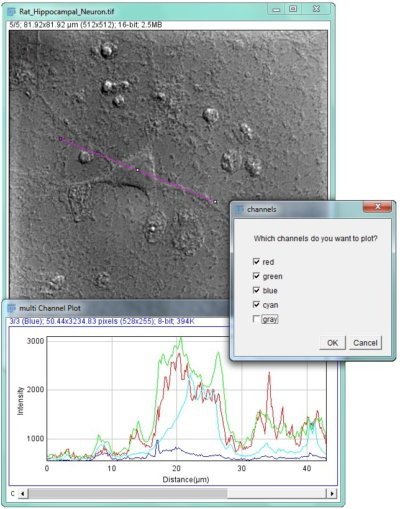 Rat_Hippocampal_Neuron.tif
5/5; 81.92x81.92 µm (512x512); 16-bit; 2.5MB
channels
Which channels do you want to plot?
red
green
blue
cyan
gray
OK Cancel
multi Channel Plot
3/3 (Blue); 50.44x3234.83 pixels (528x255); 8-bit; 394K
3000
2000
1000
Intensity
0 10 20 30 40
Distance(µm)
c